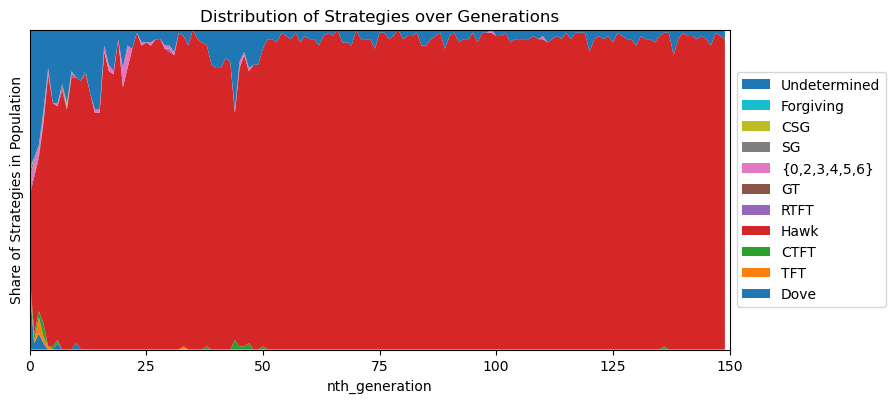 Distribution of Strategies over Generations
Share of Strategies in Population
Undetermined
Forgiving
CSG
SG
{0,2,3,4,5,6}
GT
RTFT
Hawk
CTFT
TFT
Dove
0 25 50 75 100 125 150
nth_generation